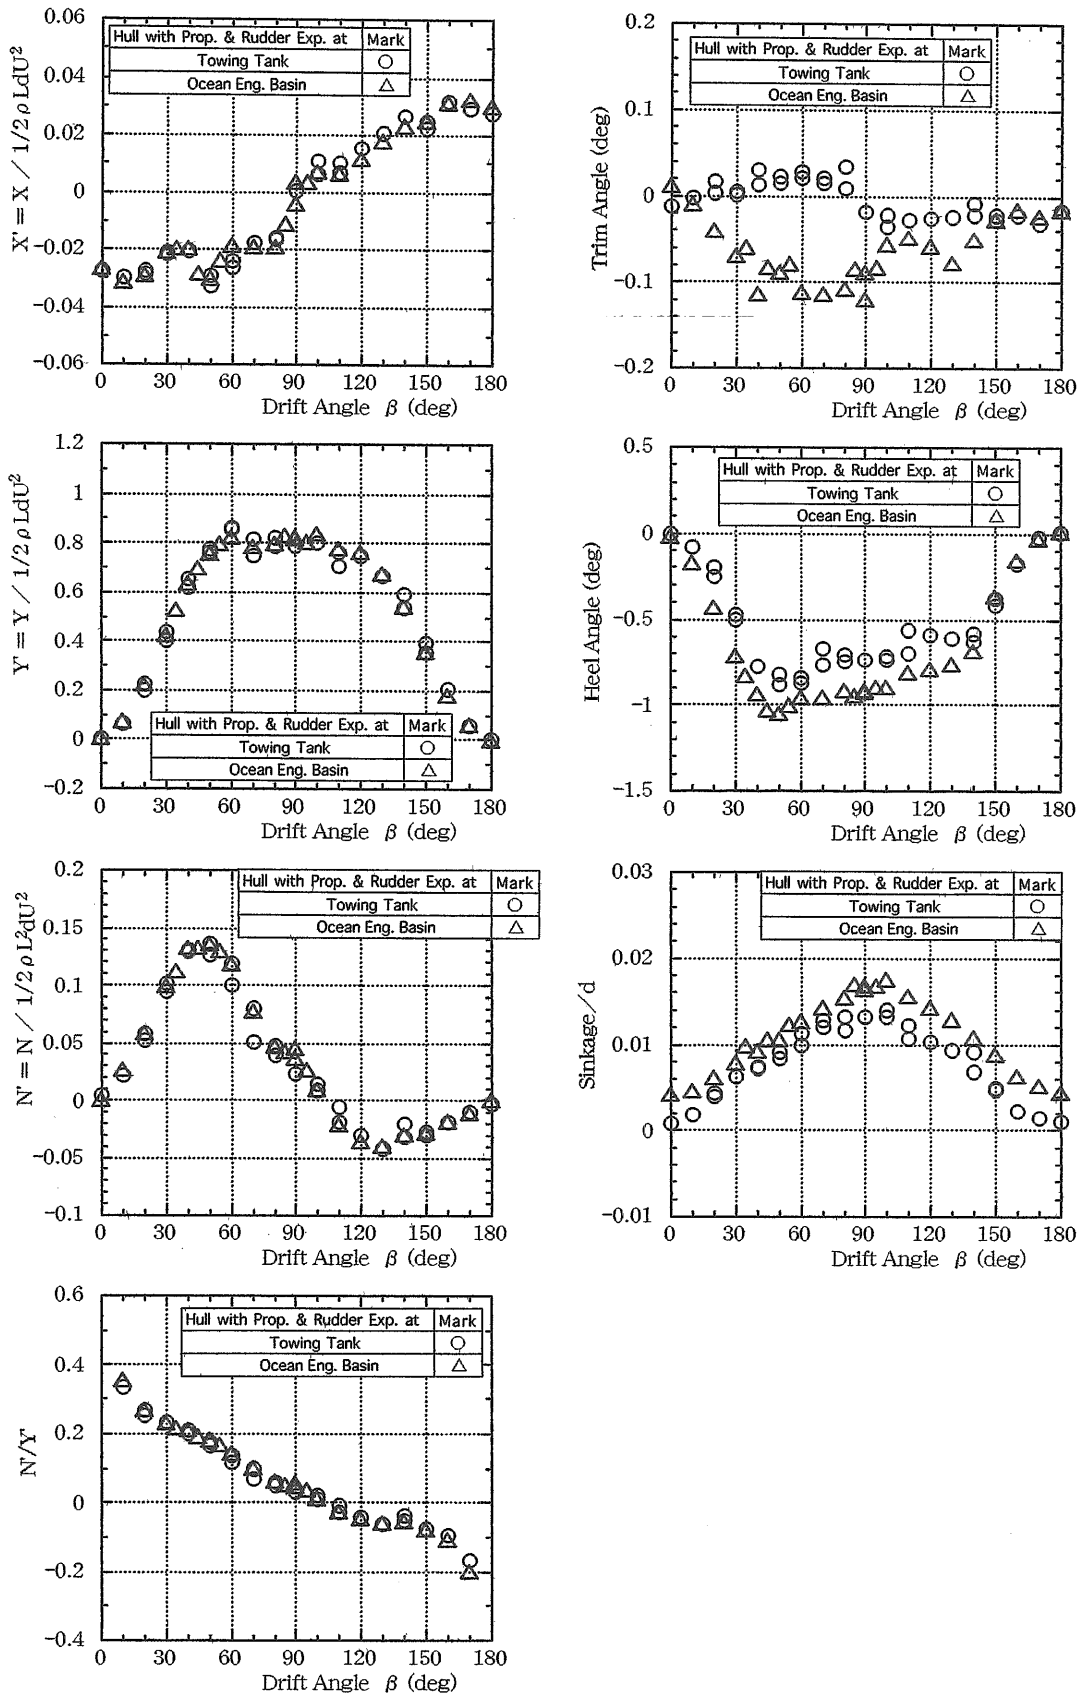 X' = X / 1/2 ρ LdU²
0.06
0.04
0.02
0
-0.02
-0.04
-0.06
Hull with Prop. & Rudder Exp. at Mark
Towing Tank ○
Ocean Eng. Basin △
0 30 60 90 120 150 180
Drift Angle β (deg)
Trim Angle (deg)
0.2
0.1
0
-0.1
-0.2
Hull with Prop. & Rudder Exp. at Mark
Towing Tank ○
Ocean Eng. Basin △
0 30 60 90 120 150 180
Drift Angle β (deg)
Y' = Y / 1/2 ρ LdU²
1.2
1
0.8
0.6
0.4
0.2
0
-0.2
Hull with Prop. & Rudder Exp. at Mark
Towing Tank ○
Ocean Eng. Basin △
0 30 60 90 120 150 180
Drift Angle β (deg)
Heel Angle (deg)
0.5
0
-0.5
-1
-1.5
Hull with Prop. & Rudder Exp. at Mark
Towing Tank ○
Ocean Eng. Basin △
0 30 60 90 120 150 180
Drift Angle β (deg)
N' = N / 1/2 ρ L²dU²
0.2
0.15
0.1
0.05
0
-0.05
-0.1
Hull with Prop. & Rudder Exp. at Mark
Towing Tank ○
Ocean Eng. Basin △
0 30 60 90 120 150 180
Drift Angle β (deg)
Sinkage/d
0.03
0.02
0.01
0
-0.01
Hull with Prop. & Rudder Exp. at Mark
Towing Tank ○
Ocean Eng. Basin △
0 30 60 90 120 150 180
Drift Angle β (deg)
N'/Y'
0.6
0.4
0.2
0
-0.2
-0.4
Hull with Prop. & Rudder Exp. at Mark
Towing Tank ○
Ocean Eng. Basin △
0 30 60 90 120 150 180
Drift Angle β (deg)